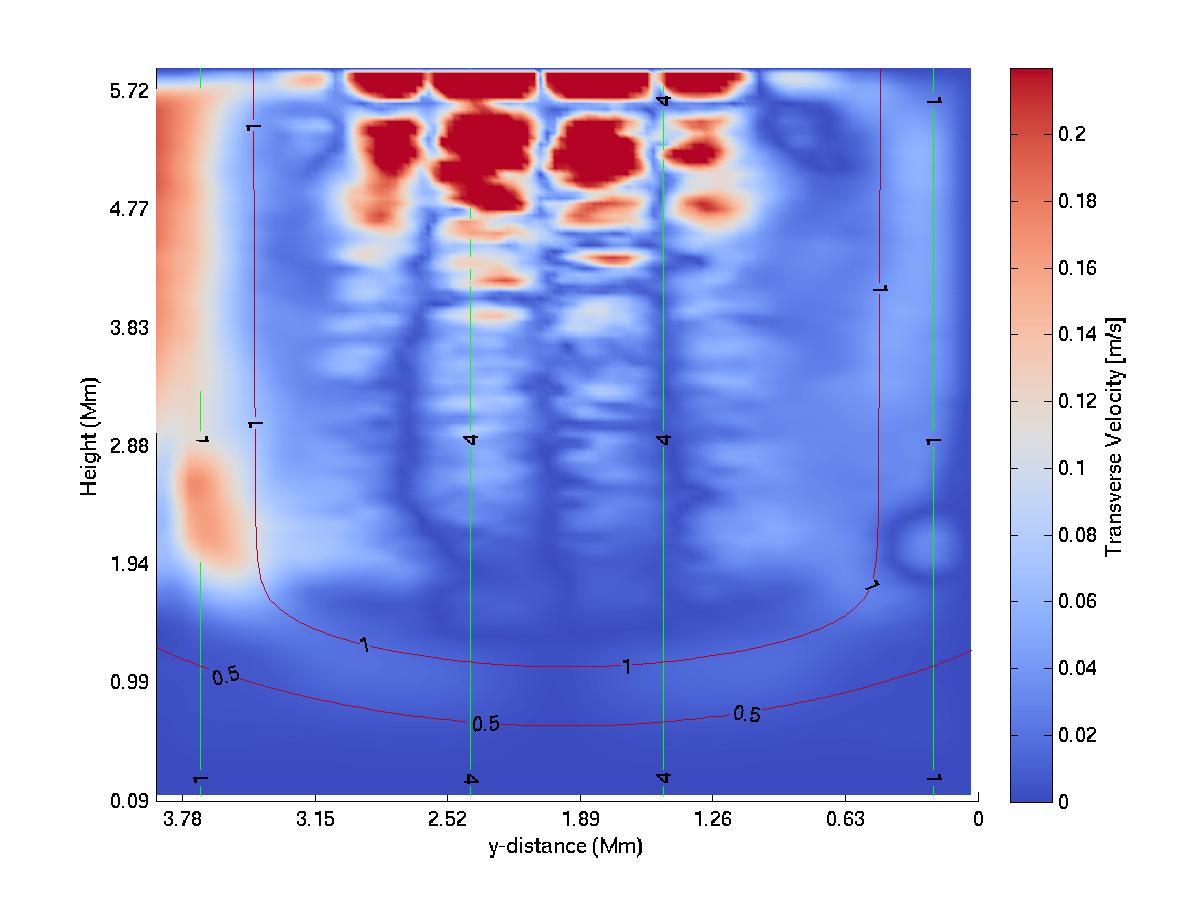 5.72
4.77
3.83
2.88
1.94
0.99
0.09
Height (Mm)
3.78 3.15 2.52 1.89 1.26 0.63 0
y-distance (Mm)
1 4 1
1
1 4 4 1
1
1
1 1
0.5 0.5 0.5
1 4 4 1
0.2
0.18
0.16
0.14
0.12
0.1
0.08
0.06
0.04
0.02
0
Transverse Velocity [m/s]